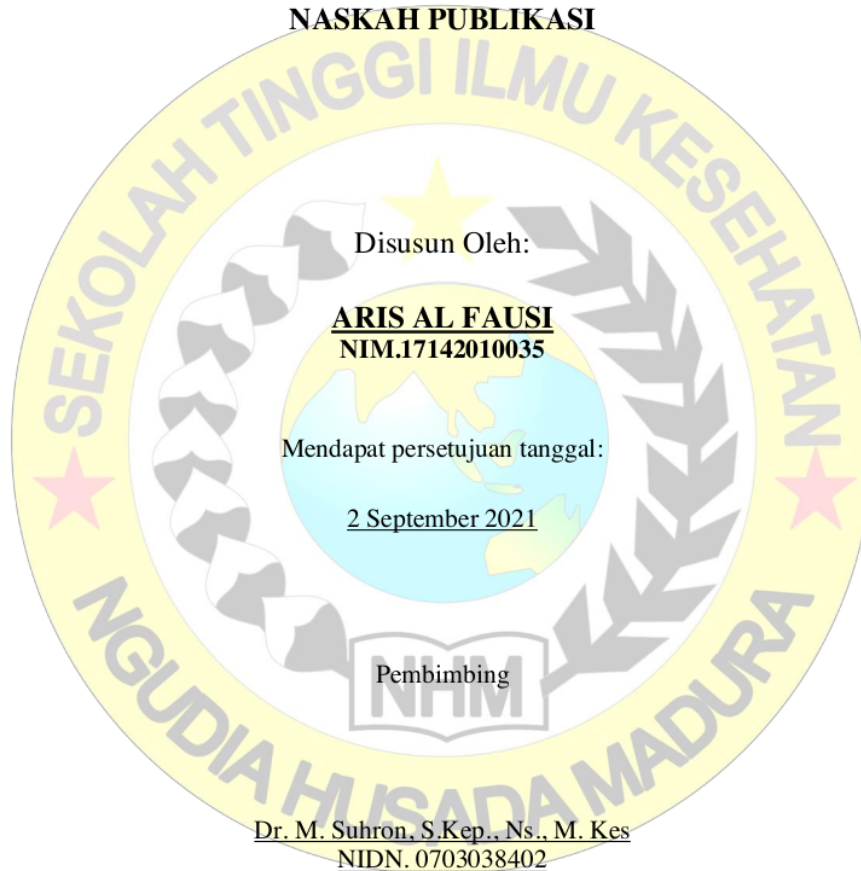 NASKAH PUBLIKASI
SEKOLAH TINGGI ILMU KESEHATAN
Disusun Oleh:
ARIS AL FAUSI
NIM.17142010035
Mendapat persetujuan tanggal:
2 September 2021
Pembimbing
NHM
NGUDIA HUSADA MADURA
Dr. M. Suhron, S.Kep., Ns., M. Kes
NIDN. 0703038402